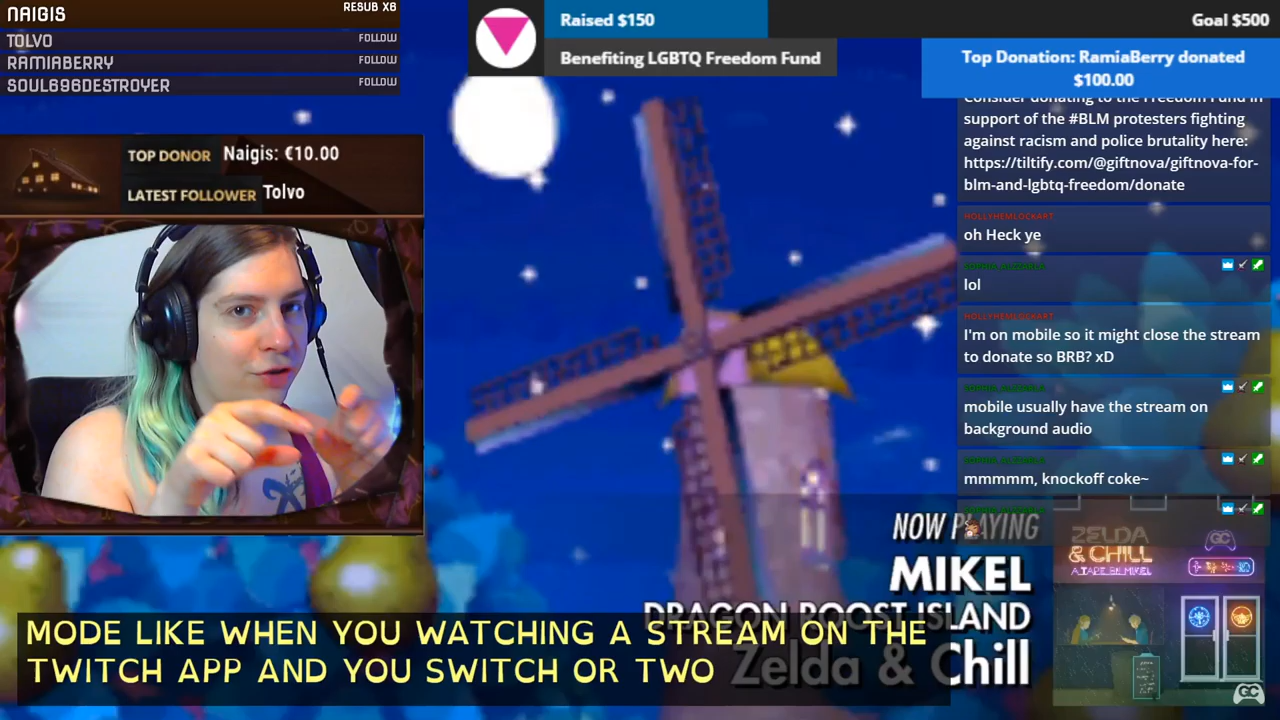 NAIGIS
RESUB X6
TOLVO
FOLLOW
RAMIABERRY
FOLLOW
SOUL696DESTROYER
FOLLOW
Raised $150
Goal $500
Benefiting LGBTQ Freedom Fund
Top Donation: RamiaBerry donated
$100.00
TOP DONOR Naigis: €10.00
LATEST FOLLOWER Tolvo
Consider donating to the Freedom Fund in
support of the #BLM protesters fighting
against racism and police brutality here:
https://tiltify.com/@giftnova/giftnova-for-
blm-and-lgbtq-freedom/donate
HOLLYHEMLOCKART
oh Heck ye
lol
HOLLYHEMLOCKART
I'm on mobile so it might close the stream
to donate so BRB? xD
mobile usually have the stream on
background audio
mmmmm, knockoff coke~
NOW PLAYING
MIKEL
DRAGON ROOST ISLAND
Zelda & Chill
ZELDA
& CHILL
A TAPE BY MIKEL
GC
MODE LIKE WHEN YOU WATCHING A STREAM ON THE
TWITCH APP AND YOU SWITCH OR TWO
GC